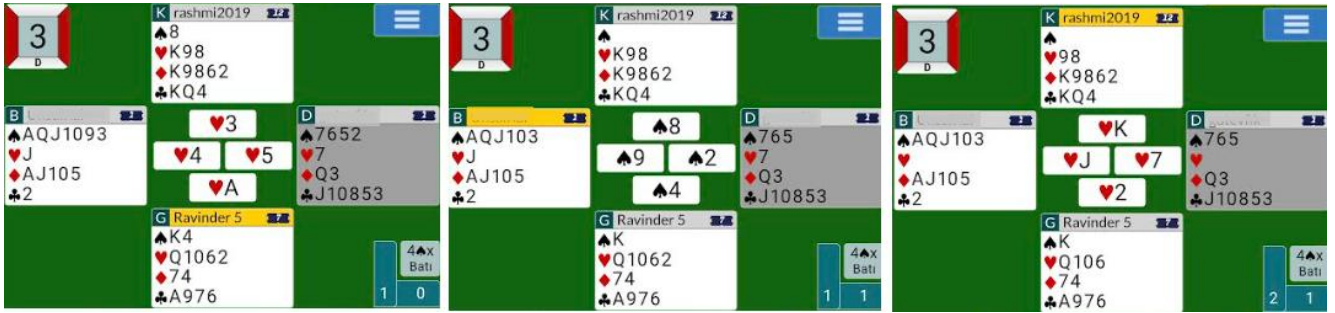 3
D
K rashmi2019 12
♠8
♥K98
♦K9862
♣KQ4
B
♠AQJ1093
♥J
♦AJ105
♣2
♥3
♥4 ♥5
♥A
D
♠7652
♥7
♦Q3
♣J10853
G Ravinder 5
♠K4
♥Q1062
♦74
♣A976
4♠x
Batı
1 0
3
D
K rashmi2019 12
♠
♥K98
♦K9862
♣KQ4
B
♠AQJ103
♥J
♦AJ105
♣2
♠8
♠9 ♠2
♠4
D
♠765
♥7
♦Q3
♣J10853
G Ravinder 5
♠K
♥Q1062
♦74
♣A976
4♠x
Batı
1 1
3
D
K rashmi2019 12
♠
♥98
♦K9862
♣KQ4
B
♠AQJ103
♥
♦AJ105
♣2
♥K
♥J ♥7
♥2
D
♠765
♥
♦Q3
♣J10853
G Ravinder 5
♠K
♥Q106
♦74
♣A976
4♠x
Batı
2 1